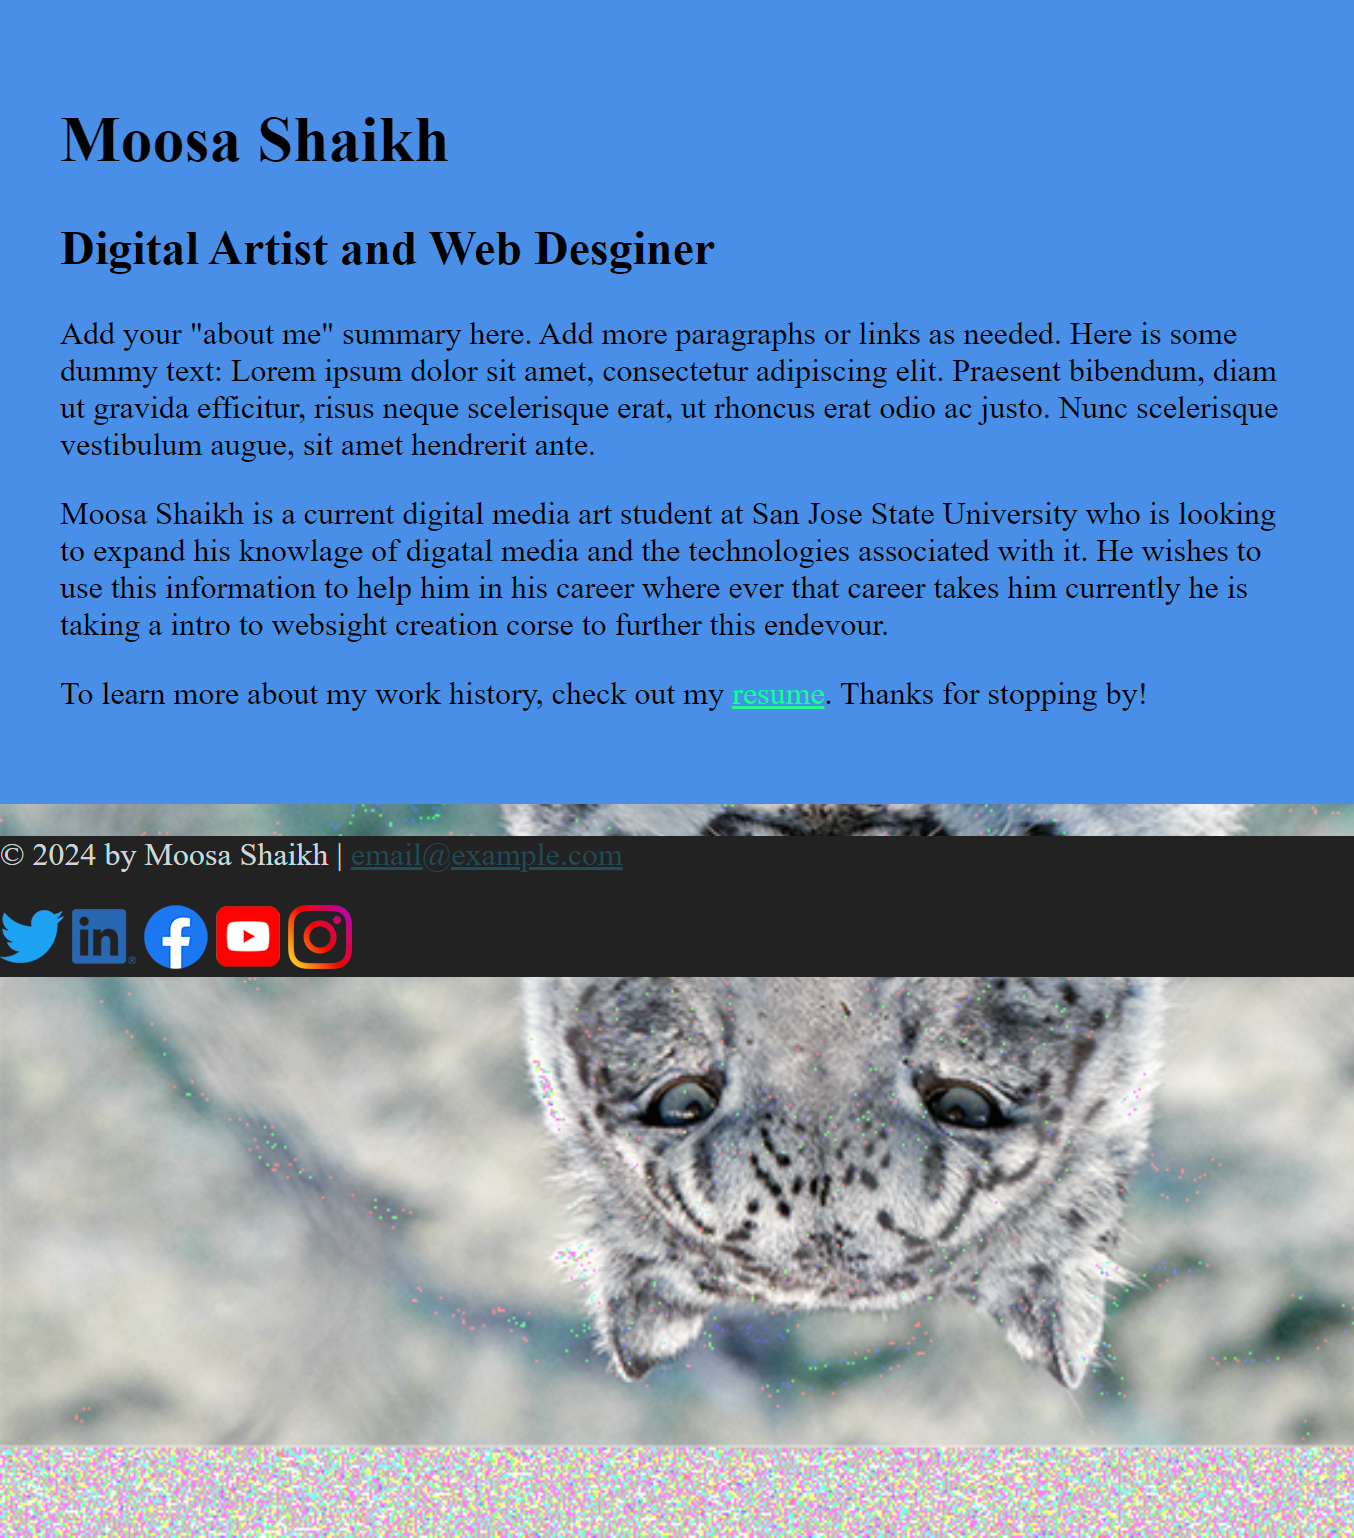 Moosa Shaikh
Digital Artist and Web Desginer
Add your "about me" summary here. Add more paragraphs or links as needed. Here is some
dummy text: Lorem ipsum dolor sit amet, consectetur adipiscing elit. Praesent bibendum, diam
ut gravida efficitur, risus neque scelerisque erat, ut rhoncus erat odio ac justo. Nunc scelerisque
vestibulum augue, sit amet hendrerit ante.
Moosa Shaikh is a current digital media art student at San Jose State University who is looking
to expand his knowlage of digatal media and the technologies associated with it. He wishes to
use this information to help him in his career where ever that career takes him currently he is
taking a intro to websight creation corse to further this endevour.
To learn more about my work history, check out my resume. Thanks for stopping by!
© 2024 by Moosa Shaikh | email@example.com
in®